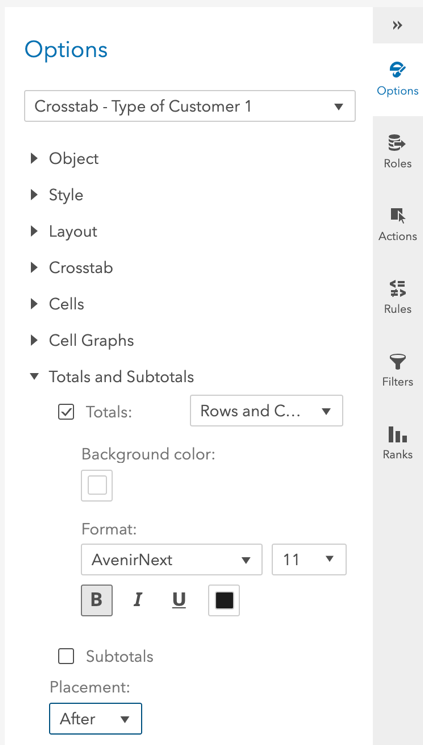 Options
Crosstab - Type of Customer 1
Object
Style
Layout
Crosstab
Cells
Cell Graphs
Totals and Subtotals
Totals: Rows and C...
Background color:
Format:
AvenirNext 11
B I U
Subtotals
Placement:
After
Options
Roles
Actions
Rules
Filters
Ranks